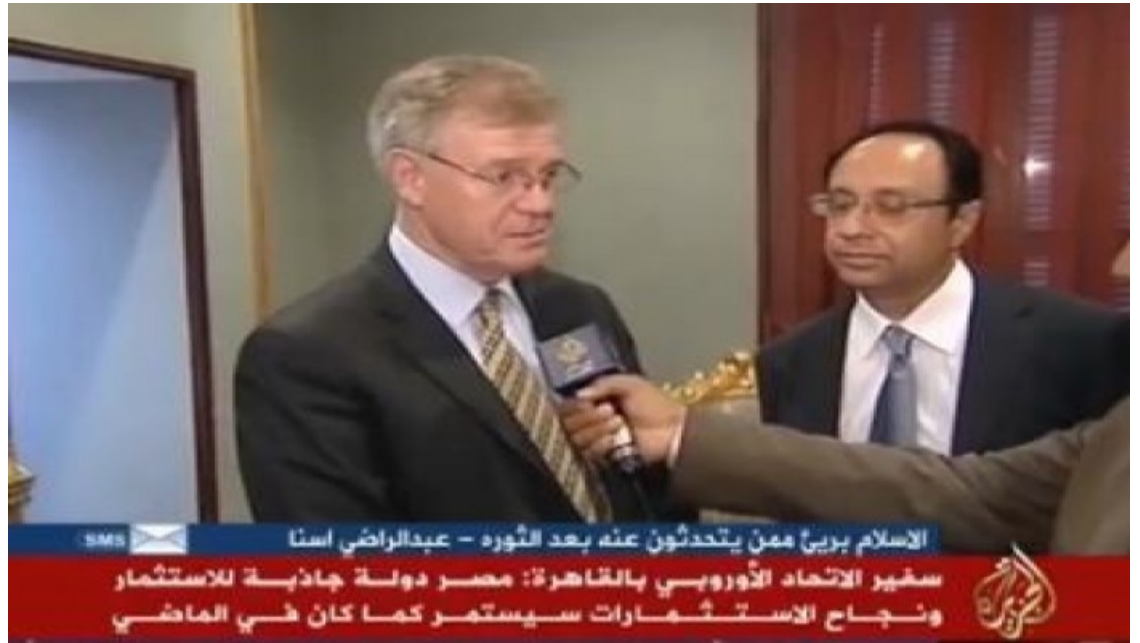 الاسلام بريئ ممن يتحدثون عنه بعد الثوره – عبدالراضي اسنا
SMS
سفير الاتحاد الأوروبي بالقاهرة: مصر دولة جاذبة للاستثمار
ونجاح الاستثمارات سيستمر كما كان في الماضي
الجزيرة